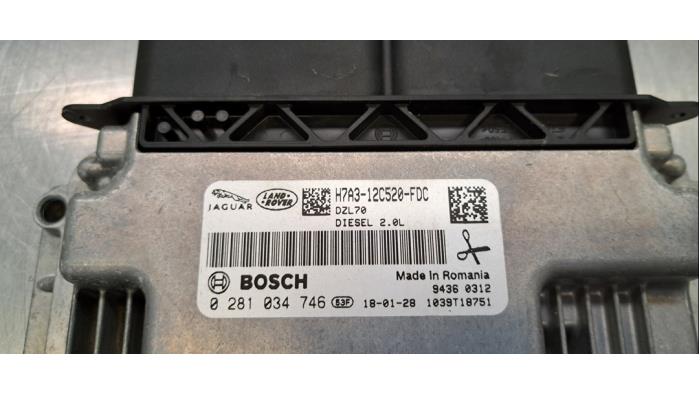 JAGUAR
LAND
ROVER
H7A3-12C520-FDC
DZL70
DIESEL 2.0L
BOSCH
Made in Romania
9436 0312
0 281 034 746 53F 18-01-28 1039T18751